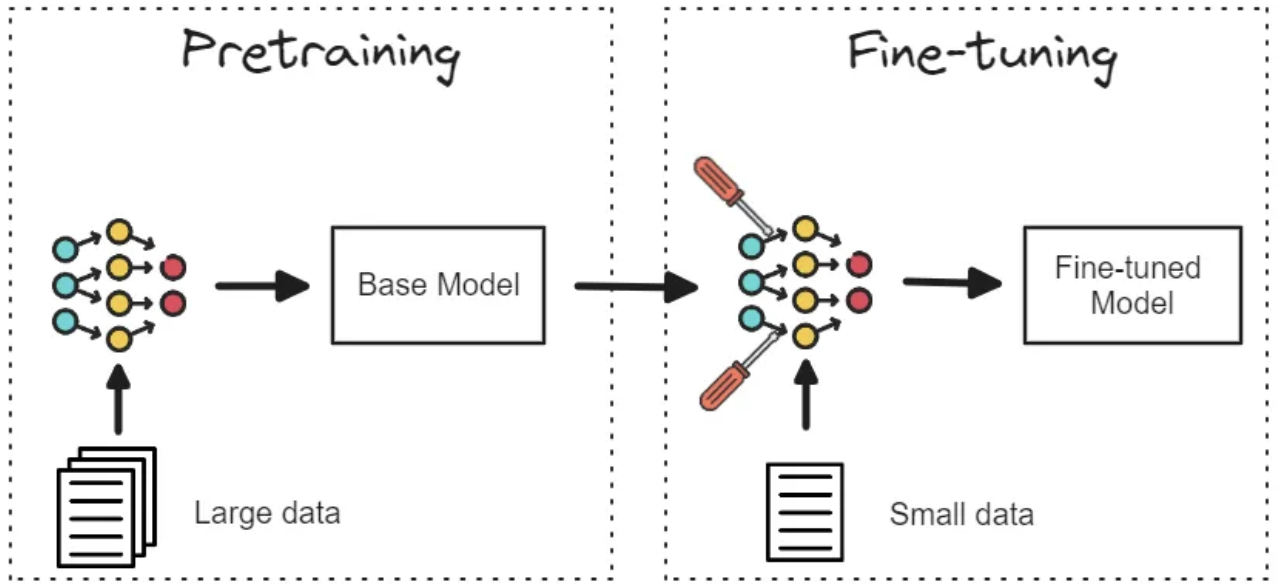 Pretraining
Base Model
Large data
Fine-tuning
Fine-tuned
Model
Small data